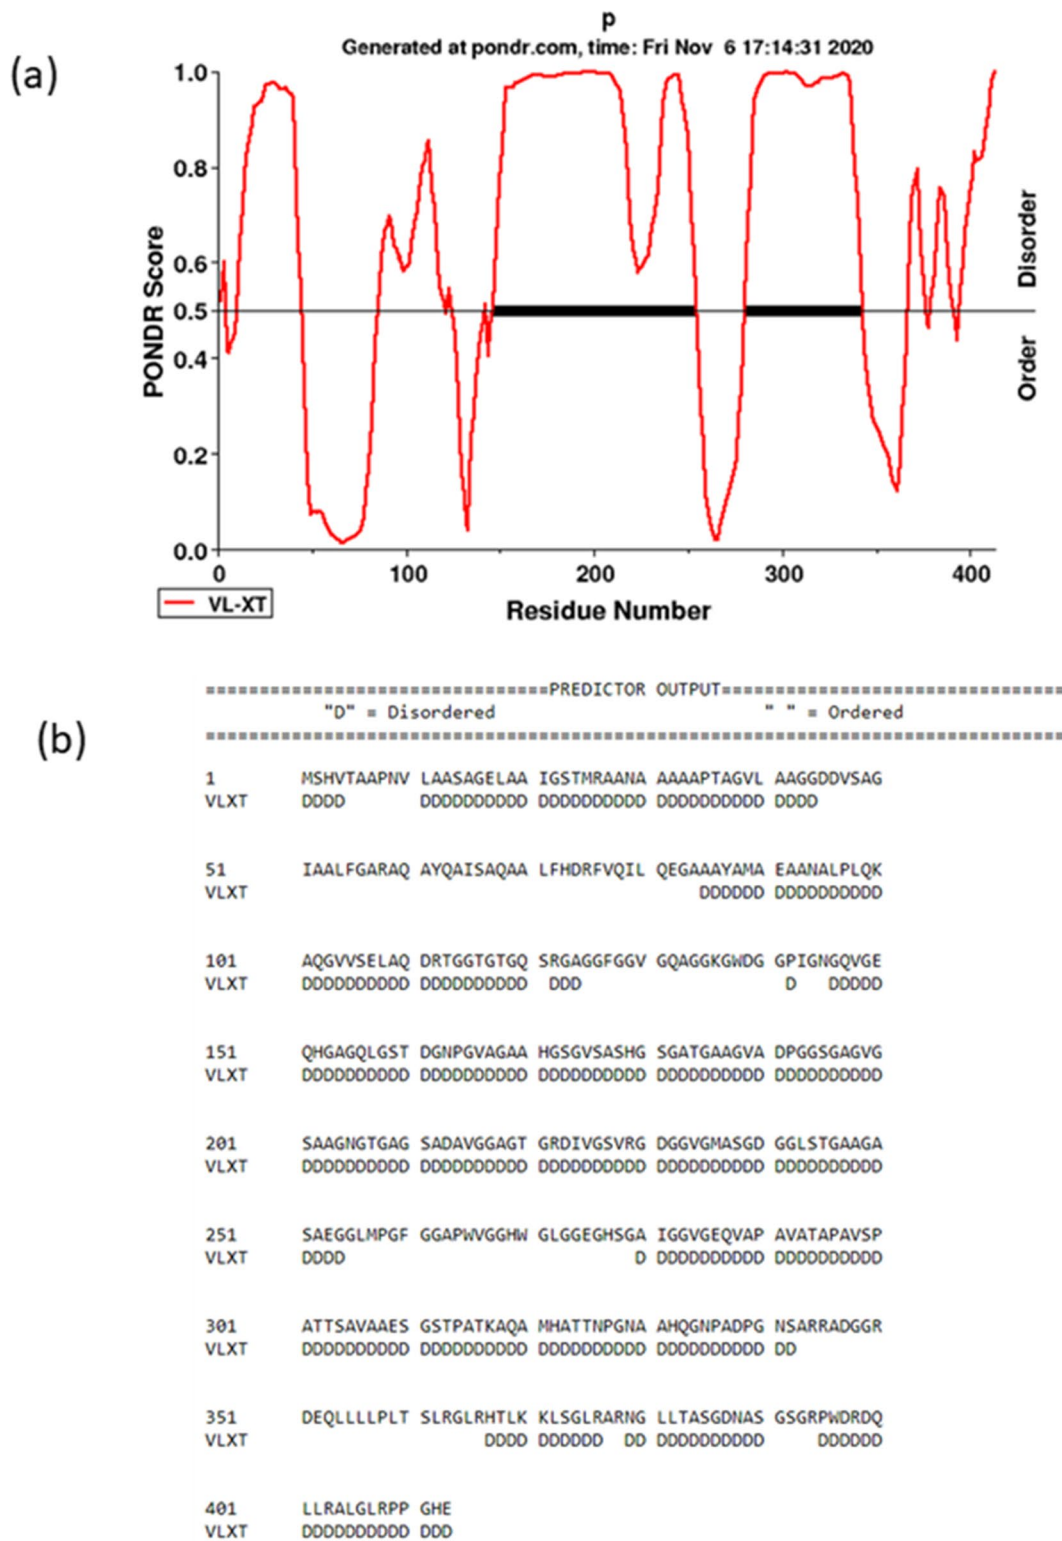 (a)
p
Generated at pondr.com, time: Fri Nov 6 17:14:31 2020
1.0
0.8
0.6
0.5
0.4
0.2
0.0
PONDR Score
Disorder
Order
0 100 200 300 400
VL-XT
Residue Number
(b)
================================PREDICTOR OUTPUT================================
"D" = Disordered " " = Ordered
================================================================================
1 MSHVTAAPNV LAASAGELAA IGSTMRAANA AAAAPTAGVL AAGGDDVSAG
VLXT DDDD DDDDDDDDDD DDDDDDDDDD DDDDDDDDDD DDDD
51 IAALFGARAQ AYQAISAQAA LFHDRFVQIL QEGAAAYAMA EAANALPLQK
VLXT DDDDDD DDDDDDDDDD
101 AQGVVSELAQ DRTGGTGTGQ SRGAGGFGGV GQAGGKGWDG GPIGNGQVGE
VLXT DDDDDDDDDD DDDDDDDDDD DDD D DDDDD
151 QHGAGQLGST DGNPGVAGAA HGSGVSASHG SGATGAAGVA DPGGSGAGVG
VLXT DDDDDDDDDD DDDDDDDDDD DDDDDDDDDD DDDDDDDDDD DDDDDDDDDD
201 SAAGNGTGAG SADAVGGAGT GRDIVGSVRG DGGVGMASGD GGLSTGAAGA
VLXT DDDDDDDDDD DDDDDDDDDD DDDDDDDDDD DDDDDDDDDD DDDDDDDDDD
251 SAEGGLMPGF GGAPWVGGHW GLGGEGHSGA IGGVGEQVAP AVATAPAVSP
VLXT DDDD D DDDDDDDDDD DDDDDDDDDD
301 ATTSAVAAES GSTPATKAQA MHATTNPGNA AHQGNPADPG NSARRADGGR
VLXT DDDDDDDDDD DDDDDDDDDD DDDDDDDDDD DDDDDDDDDD DD
351 DEQLLLLPLT SLRGLRHTLK KLSGLRARNG LLTASGDNAS GSGRPWDRDQ
VLXT DDDD DDDDDD DD DDDDDDDDDD DDDDDD
401 LLRALGLRPP GHE
VLXT DDDDDDDDDD DDD